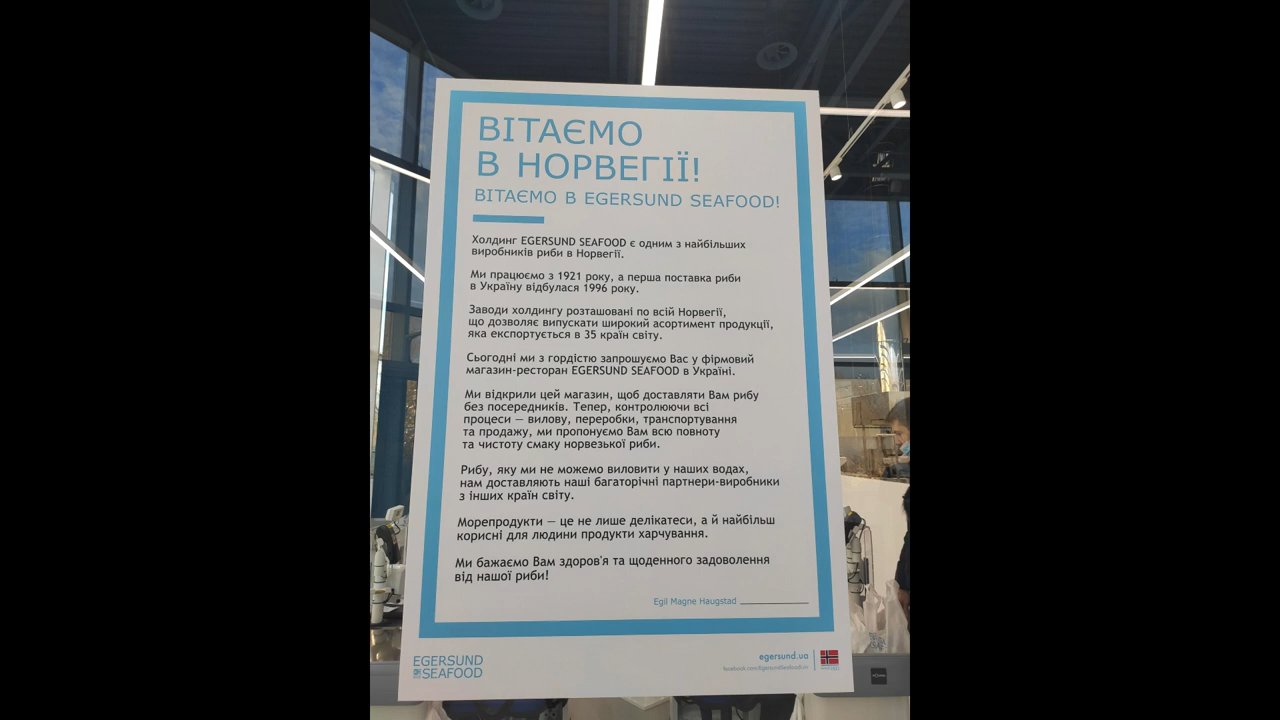 ВІТАЄМО
В НОРВЕГІЇ!
ВІТАЄМО В EGERSUND SEAFOOD!
Холдинг EGERSUND SEAFOOD є одним з найбільших
виробників риби в Норвегії.
Ми працюємо з 1921 року, а перша поставка риби
в Україну відбулася 1996 року.
Заводи холдингу розташовані по всій Норвегії,
що дозволяє випускати широкий асортимент продукції,
яка експортується в 35 країн світу.
Сьогодні ми з гордістю запрошуємо Вас у фірмовий
магазин-ресторан EGERSUND SEAFOOD в Україні.
Ми відкрили цей магазин, щоб доставляти Вам рибу
без посередників. Тепер, контролюючи всі
процеси — вилову, переробки, транспортування
та продажу, ми пропонуємо Вам всю повноту
та чистоту смаку норвезької риби.
Рибу, яку ми не можемо виловити у наших водах,
нам доставляють наші багаторічні партнери-виробники
з інших країн світу.
Морепродукти — це не лише делікатеси, а й найбільш
корисні для людини продукти харчування.
Ми бажаємо Вам здоров'я та щоденного задоволення
від нашої риби!
Egil Magne Haugstad
EGERSUND
SEAFOOD
egersund.ua